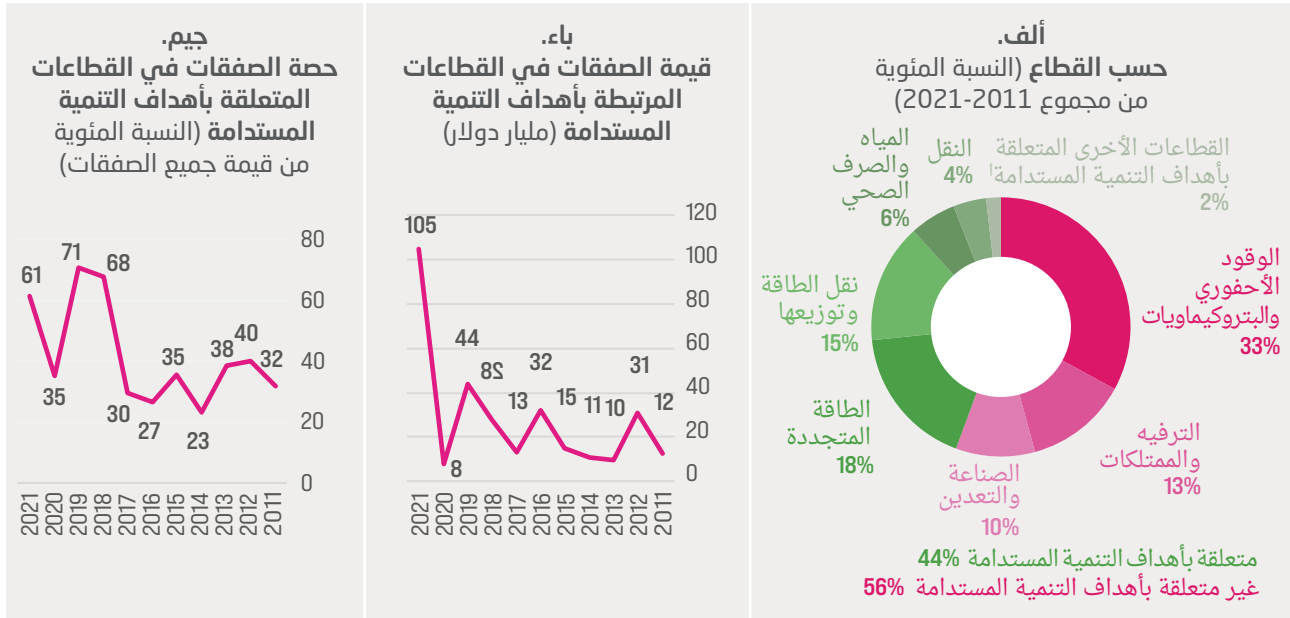 ألف.
حسب القطاع (النسبة المئوية
من مجموع 2011-2021)
القطاعات الأخرى المتعلقة
بأهداف التنمية المستدامة¹
2%
النقل
4%
المياه
والصرف
الصحي
6%
نقل الطاقة
وتوزيعها
15%
الطاقة
المتجددة
18%
الصناعة
والتعدين
10%
الترفيه
والممتلكات
13%
الوقود
الأحفوري
والبتروكيماويات
33%
متعلقة بأهداف التنمية المستدامة 44%
غير متعلقة بأهداف التنمية المستدامة 56%
باء.
قيمة الصفقات في القطاعات
المرتبطة بأهداف التنمية
المستدامة (مليار دولار)
120
100
80
60
40
20
0
12
31
10
11
15
32
13
28
44
8
105
2011
2012
2013
2014
2015
2016
2017
2018
2019
2020
2021
جيم.
حصة الصفقات في القطاعات
المتعلقة بأهداف التنمية
المستدامة (النسبة المئوية
من قيمة جميع الصفقات)
80
60
40
20
0
32
40
38
23
35
27
30
68
71
35
61
2011
2012
2013
2014
2015
2016
2017
2018
2019
2020
2021